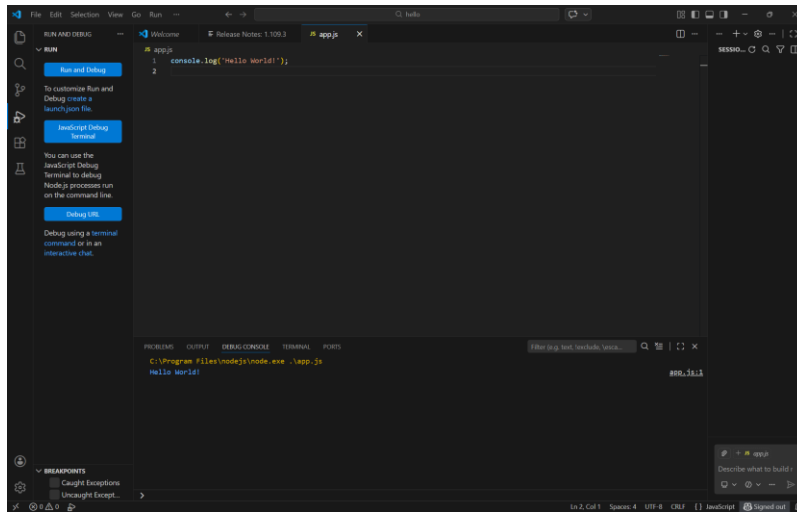 File Edit Selection View Go Run ...
hello
RUN AND DEBUG ...
Welcome
Release Notes: 1.109.3
JS app.js
SESSIO...
RUN
JS app.js
Run and Debug
1 console.log("Hello World!");
2
To customize Run and
Debug create a
launch.json file.
JavaScript Debug
Terminal
You can use the
JavaScript Debug
Terminal to debug
Node.js processes run
on the command line.
Debug URL
Debug using a terminal
command or in an
interactive chat.
PROBLEMS OUTPUT DEBUG CONSOLE TERMINAL PORTS
Filter (e.g. text, !exclude, \esca...
C:\Program Files\nodejs\node.exe .\app.js
Hello World!
app.js:1
JS app.js
Describe what to build
BREAKPOINTS
Caught Exceptions
Uncaught Except...
0 0
Ln 2, Col 1 Spaces: 4 UTF-8 CRLF {} JavaScript Signed out